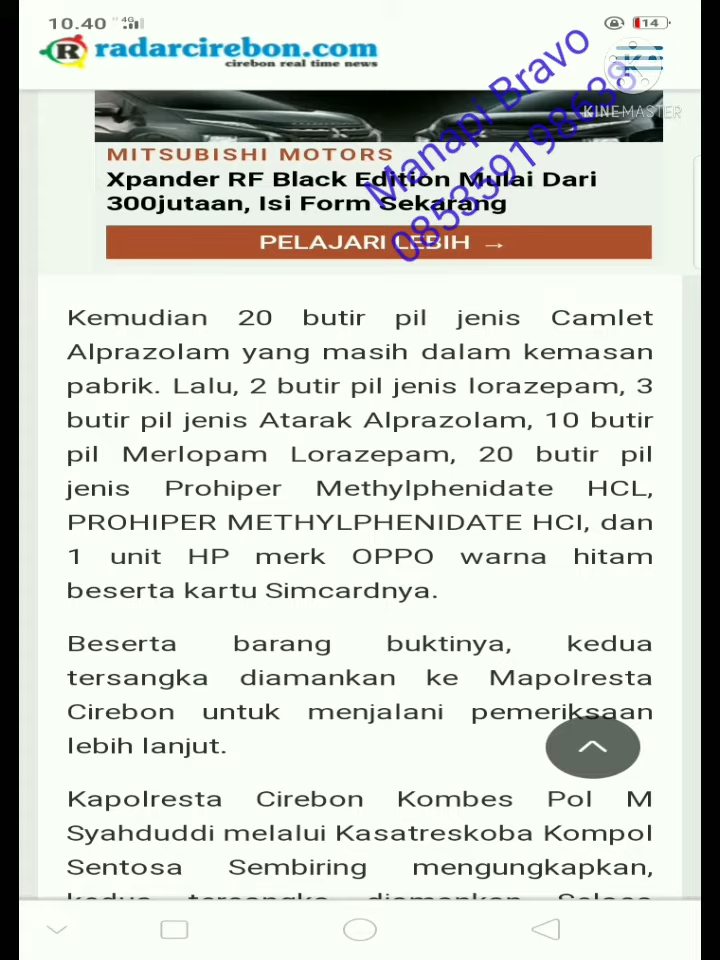 10.40 4G 14
R radarcirebon.com
cirebon real time news
Manapi Bravo
KINEMASTER
MITSUBISHI MOTORS
Xpander RF Black Edition Mulai Dari
300jutaan, Isi Form Sekarang
PELAJARI LEBIH →
Kemudian 20 butir pil jenis Camlet
Alprazolam yang masih dalam kemasan
pabrik. Lalu, 2 butir pil jenis lorazepam, 3
butir pil jenis Atarak Alprazolam, 10 butir
pil Merlopam Lorazepam, 20 butir pil
jenis Prohiper Methylphenidate HCL,
PROHIPER METHYLPHENIDATE HCI, dan
1 unit HP merk OPPO warna hitam
beserta kartu Simcardnya.
Beserta barang buktinya, kedua
tersangka diamankan ke Mapolresta
Cirebon untuk menjalani pemeriksaan
lebih lanjut.
Kapolresta Cirebon Kombes Pol M
Syahduddi melalui Kasatreskoba Kompol
Sentosa Sembiring mengungkapkan,